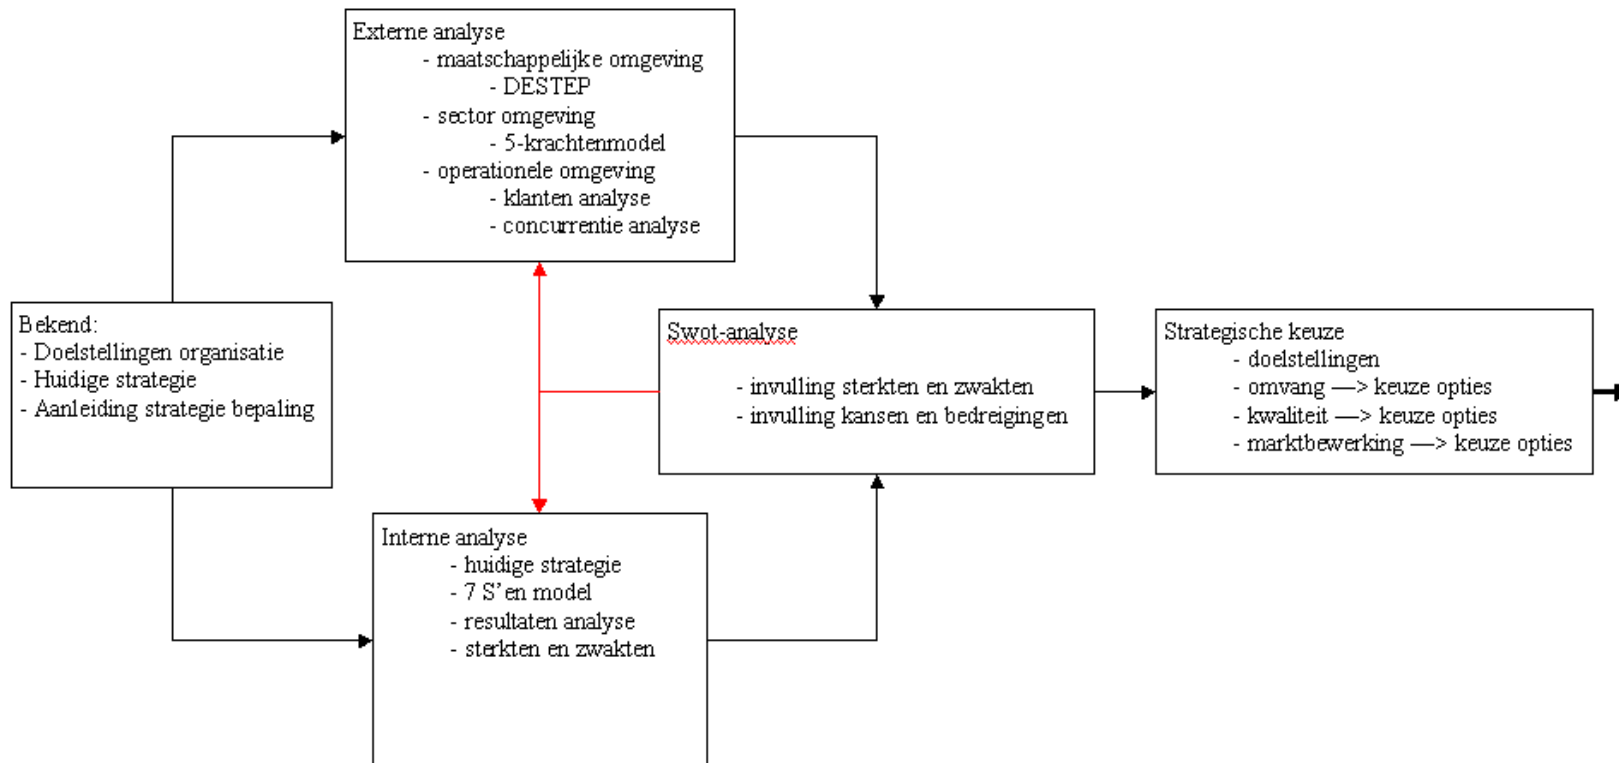 Externe analyse
- maatschappelijke omgeving
- DESTEP
- sector omgeving
- 5-krachtenmodel
- operationele omgeving
- klanten analyse
- concurrentie analyse
Bekend:
- Doelstellingen organisatie
- Huidige strategie
- Aanleiding strategie bepaling
Swot-analyse
- invulling sterkten en zwakten
- invulling kansen en bedreigingen
Strategische keuze
- doelstellingen
- omvang —> keuze opties
- kwaliteit —> keuze opties
- marktbewerking —> keuze opties
Interne analyse
- huidige strategie
- 7 S’en model
- resultaten analyse
- sterkten en zwakten